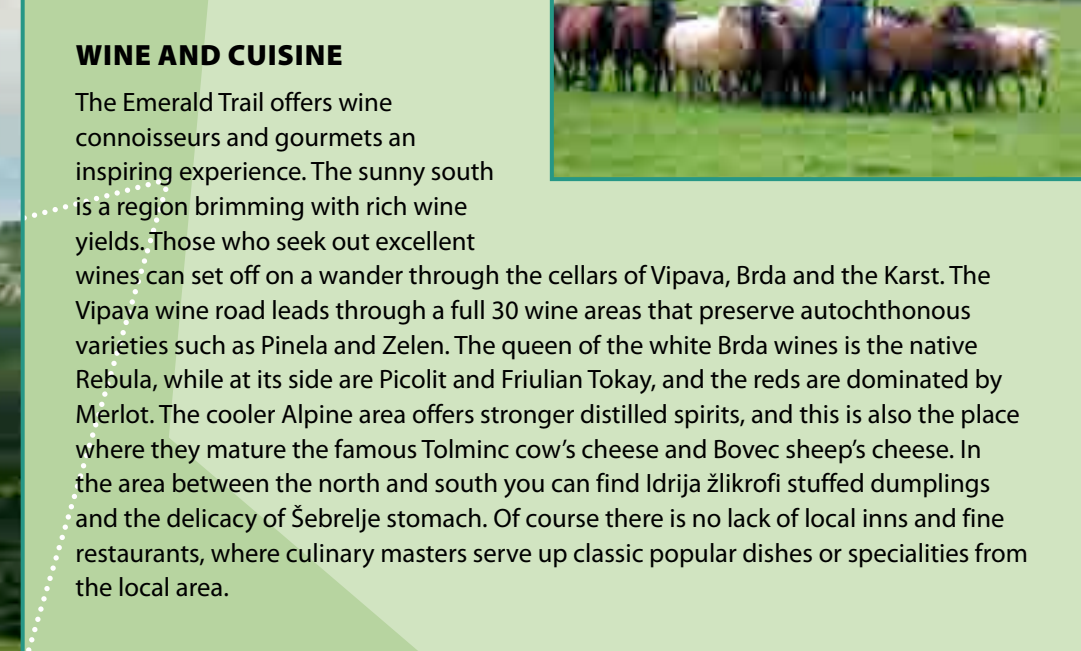 WINE AND CUISINE
The Emerald Trail offers wine
connoisseurs and gourmets an
inspiring experience. The sunny south
is a region brimming with rich wine
yields. Those who seek out excellent
wines can set off on a wander through the cellars of Vipava, Brda and the Karst. The
Vipava wine road leads through a full 30 wine areas that preserve autochthonous
varieties such as Pinela and Zelen. The queen of the white Brda wines is the native
Rebula, while at its side are Picolit and Friulian Tokay, and the reds are dominated by
Merlot. The cooler Alpine area offers stronger distilled spirits, and this is also the place
where they mature the famous Tolminc cow’s cheese and Bovec sheep’s cheese. In
the area between the north and south you can find Idrija žlikrofi stuffed dumplings
and the delicacy of Šebrelje stomach. Of course there is no lack of local inns and fine
restaurants, where culinary masters serve up classic popular dishes or specialities from
the local area.